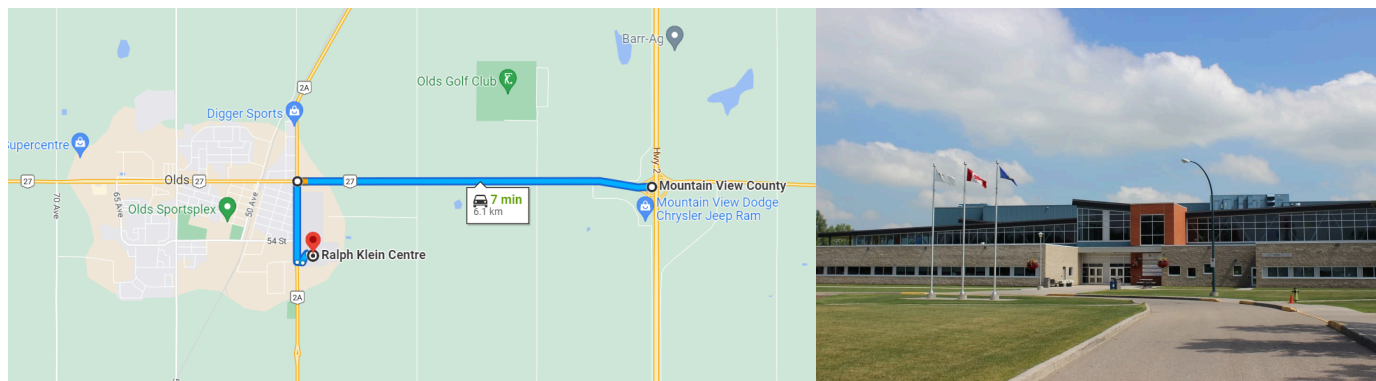 2A
Barr-Ag
Olds Golf Club
Digger Sports
Supercentre
Hwy 2
27
Olds
27
27
Mountain View County
7 min
6.1 km
70 Ave
65 Ave
50 Ave
Olds Sportsplex
Mountain View Dodge
Chrysler Jeep Ram
54 St
Ralph Klein Centre
2A